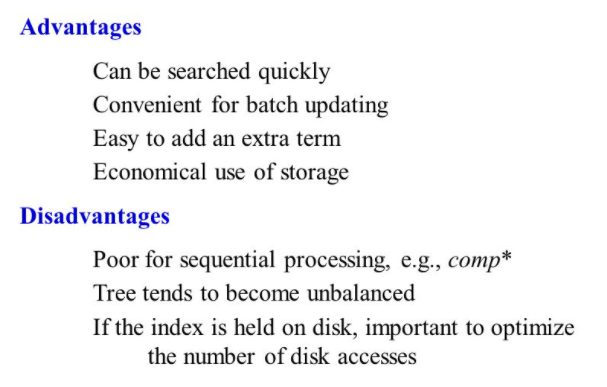 Advantages
Can be searched quickly
Convenient for batch updating
Easy to add an extra term
Economical use of storage
Disadvantages
Poor for sequential processing, e.g., comp*
Tree tends to become unbalanced
If the index is held on disk, important to optimize
the number of disk accesses